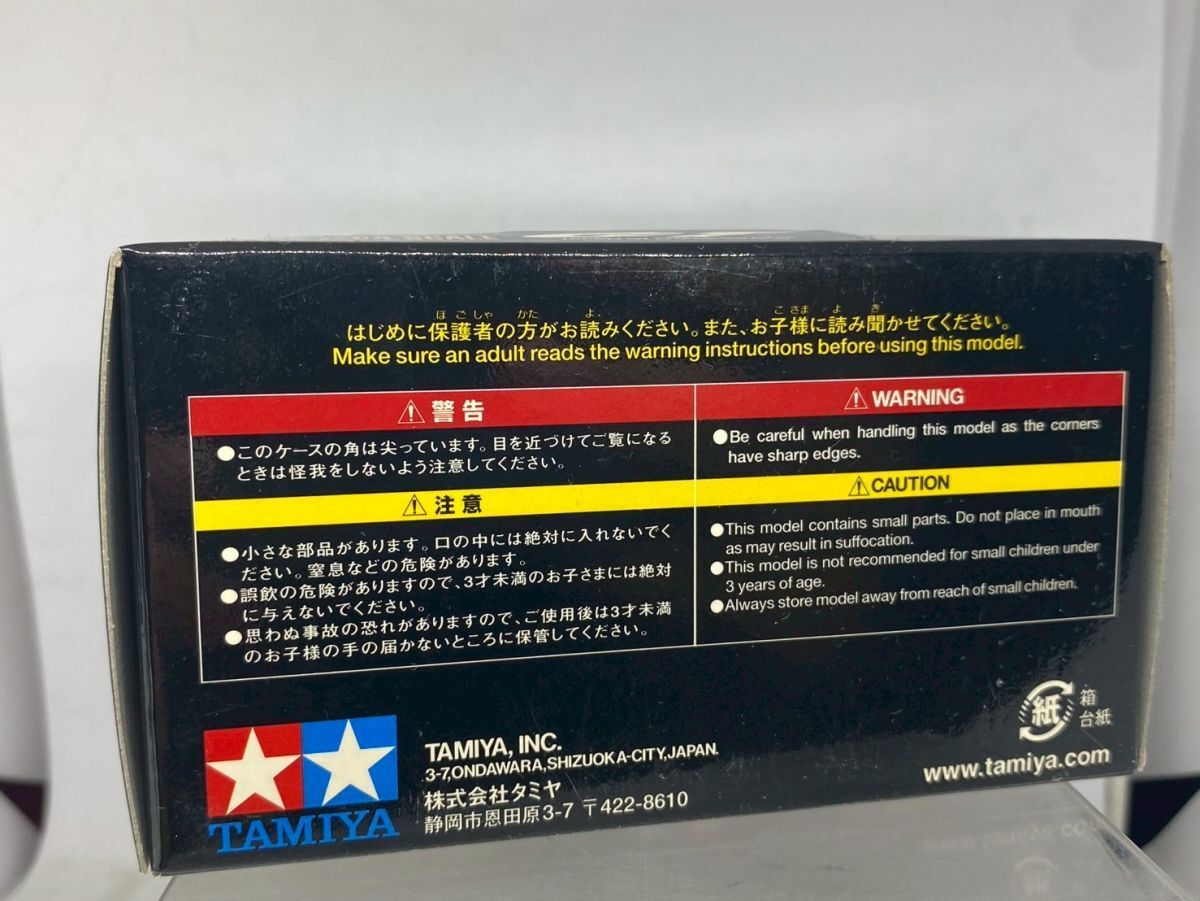 はじめに保護者の方がお読みください。また、お子様に読み聞かせてください。
Make sure an adult reads the warning instructions before using this model.
警告
●このケースの角は尖っています。目を近づけてご覧になる
ときは怪我をしないよう注意してください。
注意
●小さな部品があります。口の中には絶対に入れないでく
ださい。窒息などの危険があります。
●誤飲の危険がありますので、3才未満のお子さまには絶対
に与えないでください。
●思わぬ事故の恐れがありますので、ご使用後は3才未満
のお子様の手の届かないところに保管してください。
WARNING
●Be careful when handling this model as the corners
have sharp edges.
CAUTION
●This model contains small parts. Do not place in mouth
as may result in suffocation.
●This model is not recommended for small children under
3 years of age.
●Always store model away from reach of small children.
TAMIYA
TAMIYA, INC.
3-7,ONDAWARA,SHIZUOKA-CITY,JAPAN.
株式会社タミヤ
静岡市恩田原3-7 〒422-8610
紙
箱
台紙
www.tamiya.com